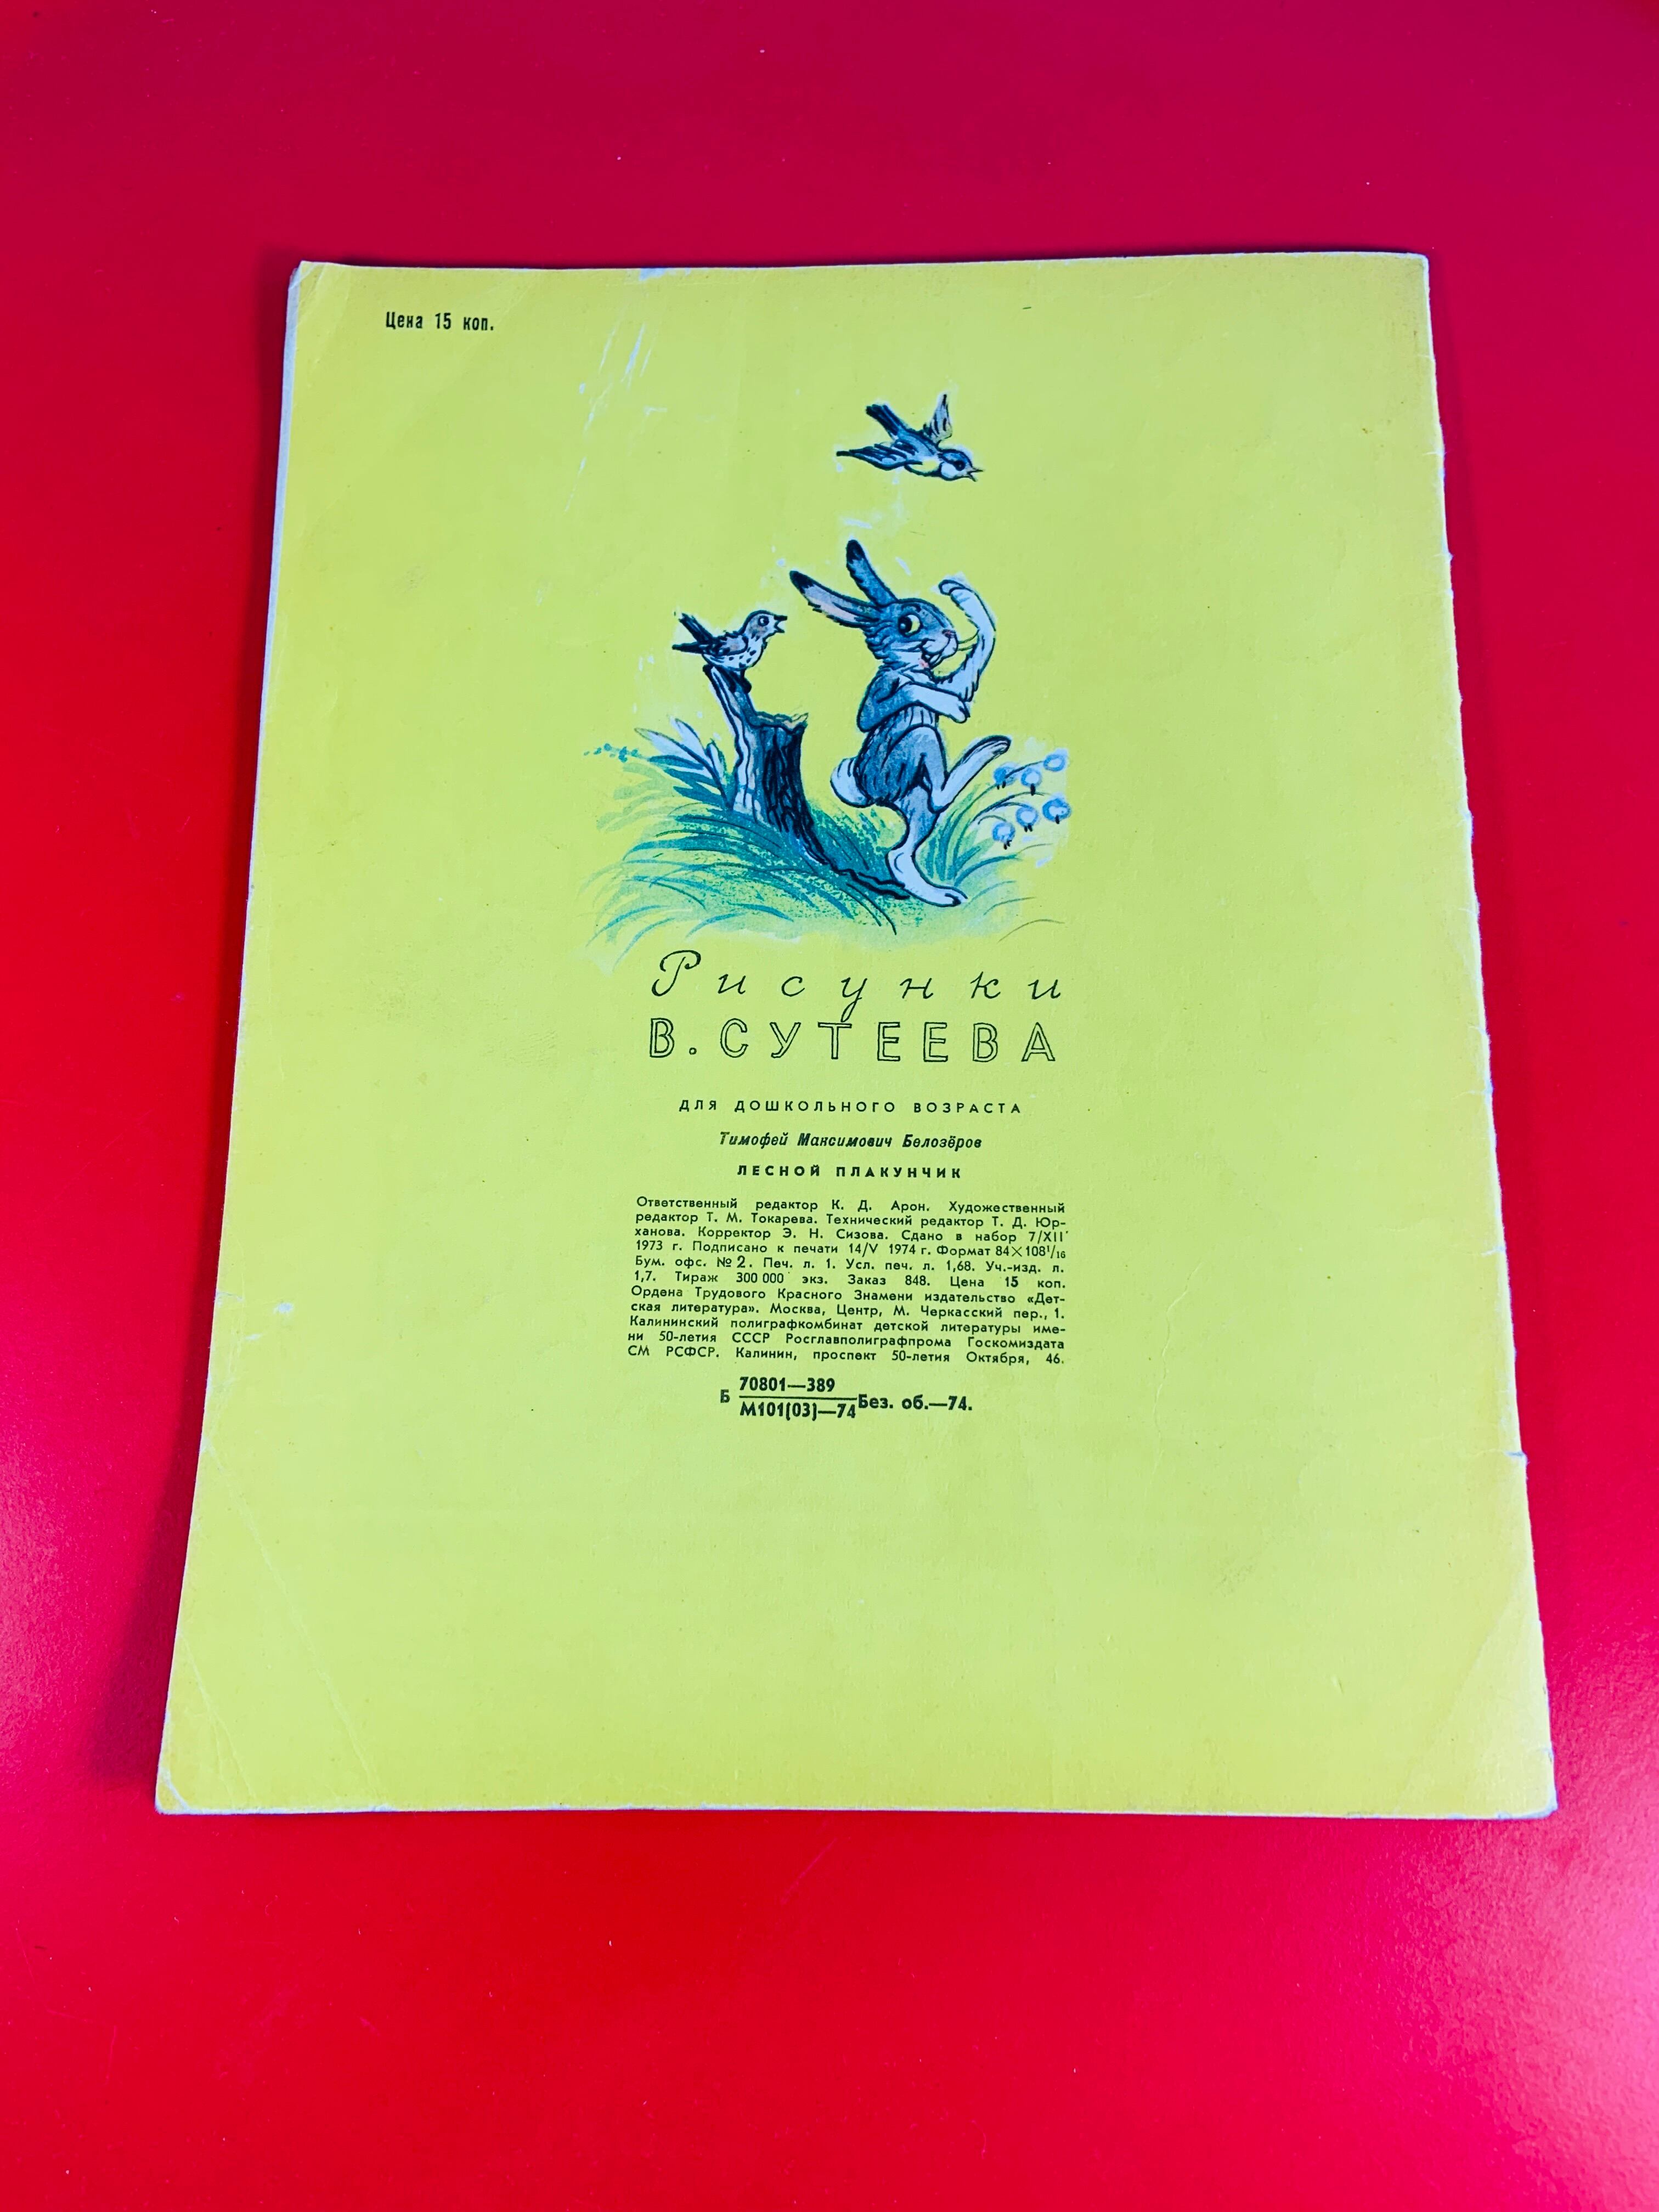 Цена 15 коп.
Рисунки
В. СУТЕЕВА
ДЛЯ ДОШКОЛЬНОГО ВОЗРАСТА
Тимофей Максимович Белозёров
ЛЕСНОЙ ПЛАКУНЧИК
Ответственный редактор К. Д. Арон. Художественный
редактор Т. М. Токарева. Технический редактор Т. Д. Юр-
ханова. Корректор Э. Н. Сизова. Сдано в набор 7/XII
1973 г. Подписано к печати 14/V 1974 г. Формат 84×108¹/₁₆
Бум. офс. № 2. Печ. л. 1. Усл. печ. л. 1,68. Уч.-изд. л.
1,7. Тираж 300 000 экз. Заказ 848. Цена 15 коп.
Ордена Трудового Красного Знамени издательство «Дет-
ская литература». Москва, Центр, М. Черкасский пер., 1.
Калининский полиграфкомбинат детской литературы име-
ни 50-летия СССР Росглавполиграфпрома Госкомиздата
СМ РСФСР. Калинин, проспект 50-летия Октября, 46.
70801—389
Б М101(03)—74 Без. об.—74.